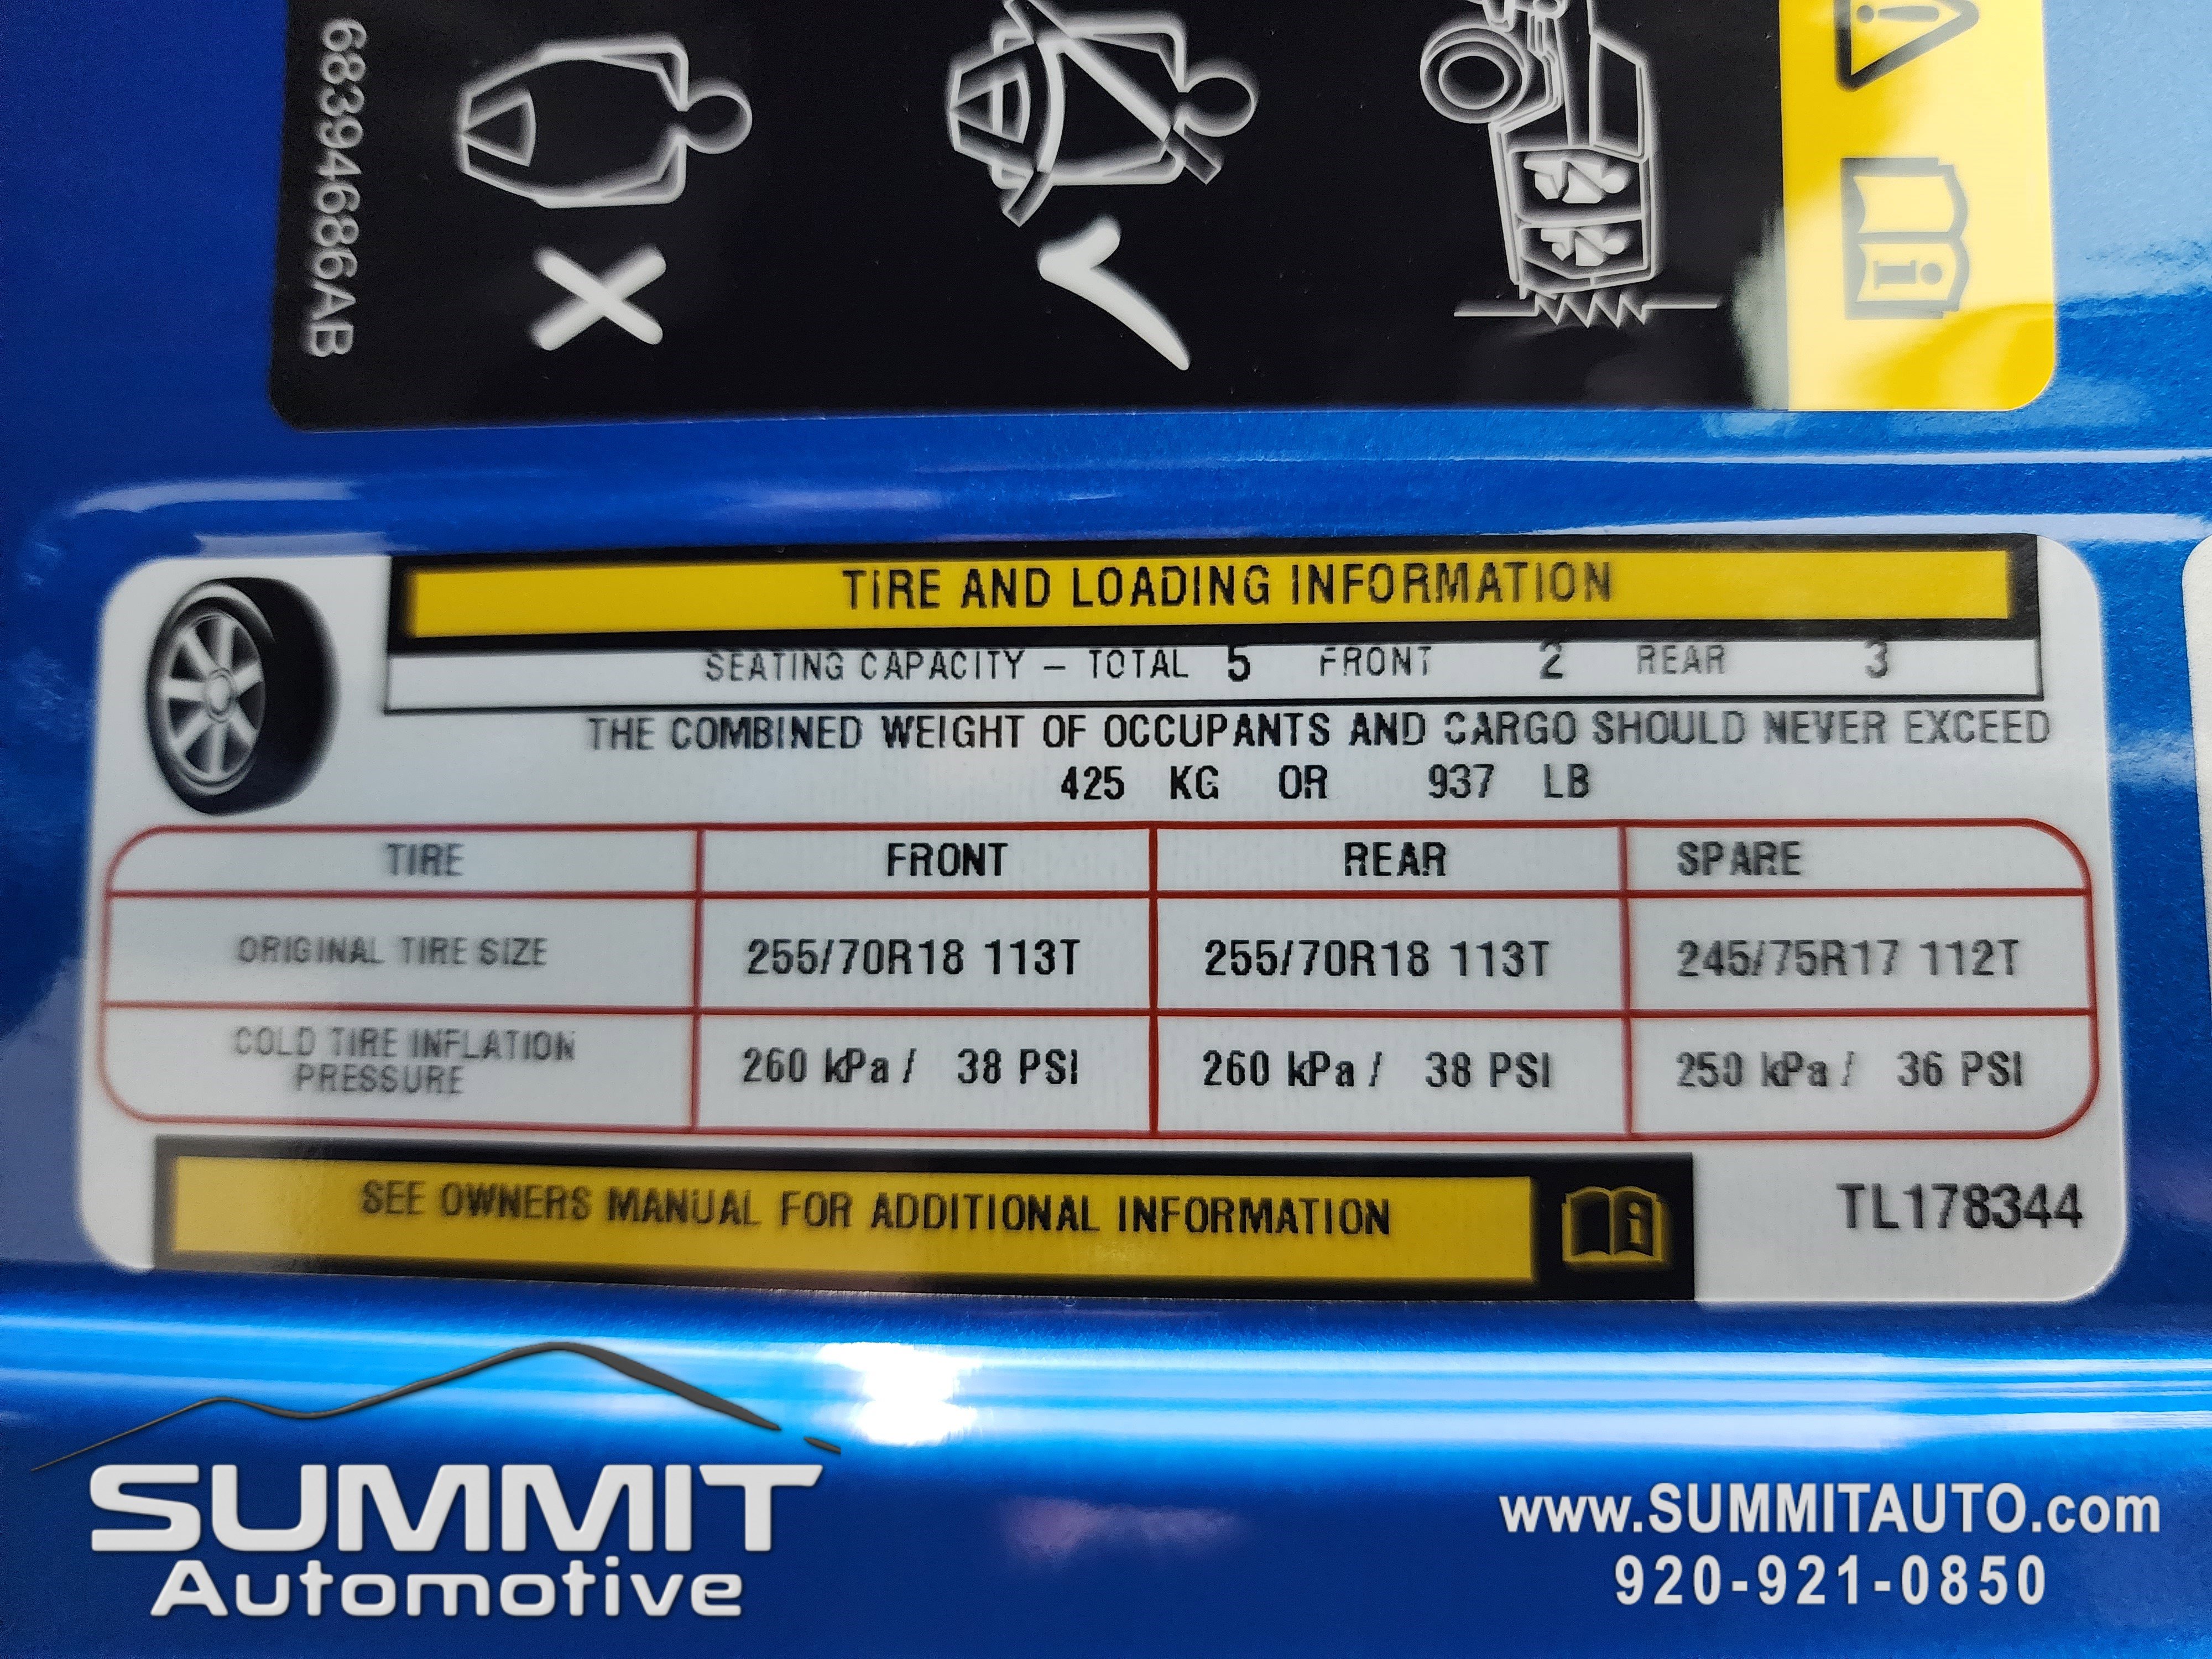 68394686AB
TIRE AND LOADING INFORMATION
SEATING CAPACITY – TOTAL 5 FRONT 2 REAR 3
THE COMBINED WEIGHT OF OCCUPANTS AND CARGO SHOULD NEVER EXCEED
425 KG OR 937 LB
TIRE FRONT REAR SPARE
ORIGINAL TIRE SIZE 255/70R18 113T 255/70R18 113T 245/75R17 112T
COLD TIRE INFLATION
PRESSURE 260 kPa / 38 PSI 260 kPa / 38 PSI 250 kPa / 36 PSI
SEE OWNERS MANUAL FOR ADDITIONAL INFORMATION
TL178344
SUMMIT
Automotive
www.SUMMITAUTO.com
920-921-0850